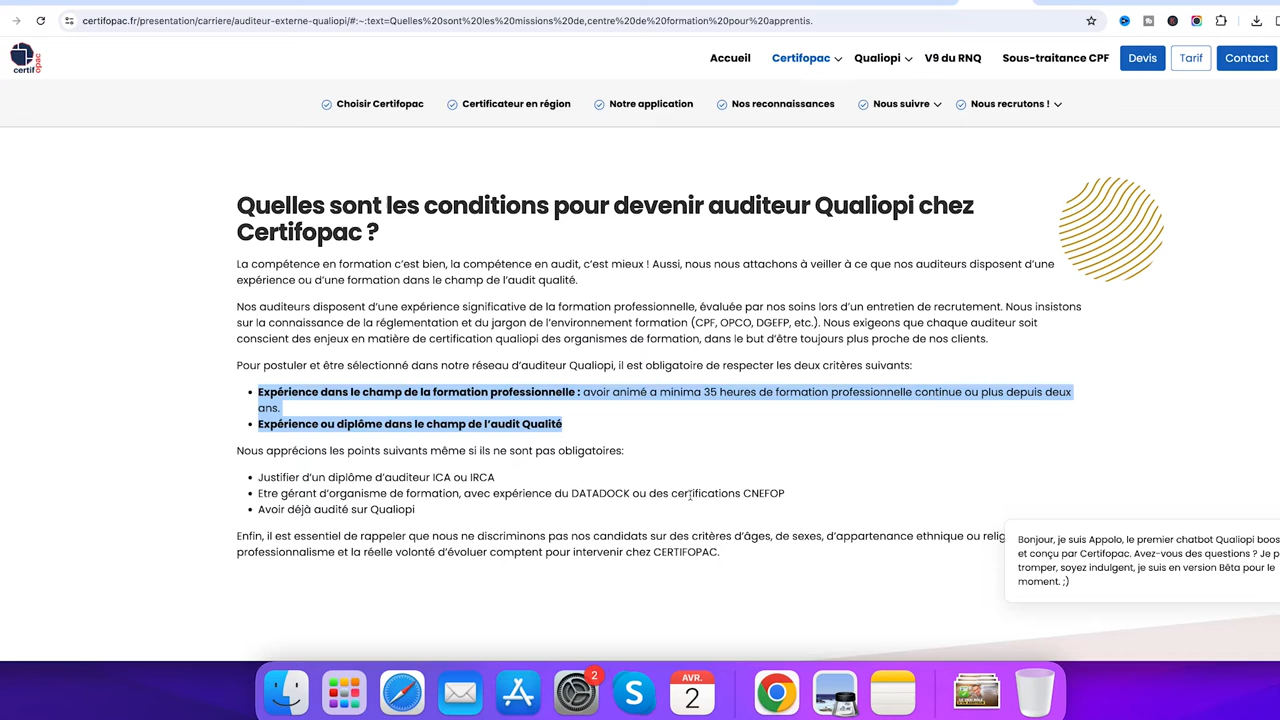 certifopac.fr/presentation/carriere/auditeur-externe-qualiopi/#:~:text=Quelles%20sont%20les%20missions%20de,centre%20de%20formation%20pour%20apprentis.
certifopac
Accueil
Certifopac
Qualiopi
V9 du RNQ
Sous-traitance CPF
Devis
Tarif
Contact
Choisir Certifopac
Certificateur en région
Notre application
Nos reconnaissances
Nous suivre
Nous recrutons !
Quelles sont les conditions pour devenir auditeur Qualiopi chez
Certifopac ?
La compétence en formation c'est bien, la compétence en audit, c'est mieux ! Aussi, nous nous attachons à veiller à ce que nos auditeurs disposent d'une
expérience ou d'une formation dans le champ de l'audit qualité.
Nos auditeurs disposent d'une expérience significative de la formation professionnelle, évaluée par nos soins lors d'un entretien de recrutement. Nous insistons
sur la connaissance de la réglementation et du jargon de l'environnement formation (CPF, OPCO, DGEFP, etc.). Nous exigeons que chaque auditeur soit
conscient des enjeux en matière de certification qualiopi des organismes de formation, dans le but d'être toujours plus proche de nos clients.
Pour postuler et être sélectionné dans notre réseau d'auditeur Qualiopi, il est obligatoire de respecter les deux critères suivants:
• Expérience dans le champ de la formation professionnelle : avoir animé a minima 35 heures de formation professionnelle continue ou plus depuis deux
ans.
• Expérience ou diplôme dans le champ de l'audit Qualité
Nous apprécions les points suivants même si ils ne sont pas obligatoires:
• Justifier d'un diplôme d'auditeur ICA ou IRCA
• Etre gérant d'organisme de formation, avec expérience du DATADOCK ou des certifications CNEFOP
• Avoir déjà audité sur Qualiopi
Enfin, il est essentiel de rappeler que nous ne discriminons pas nos candidats sur des critères d'âges, de sexes, d'appartenance ethnique ou relig
professionnalisme et la réelle volonté d'évoluer comptent pour intervenir chez CERTIFOPAC.
Bonjour, je suis Appolo, le premier chatbot Qualiopi boos
et conçu par Certifopac. Avez-vous des questions ? Je p
tromper, soyez indulgent, je suis en version Bêta pour le
moment. ;)
2
S
AVR.
2